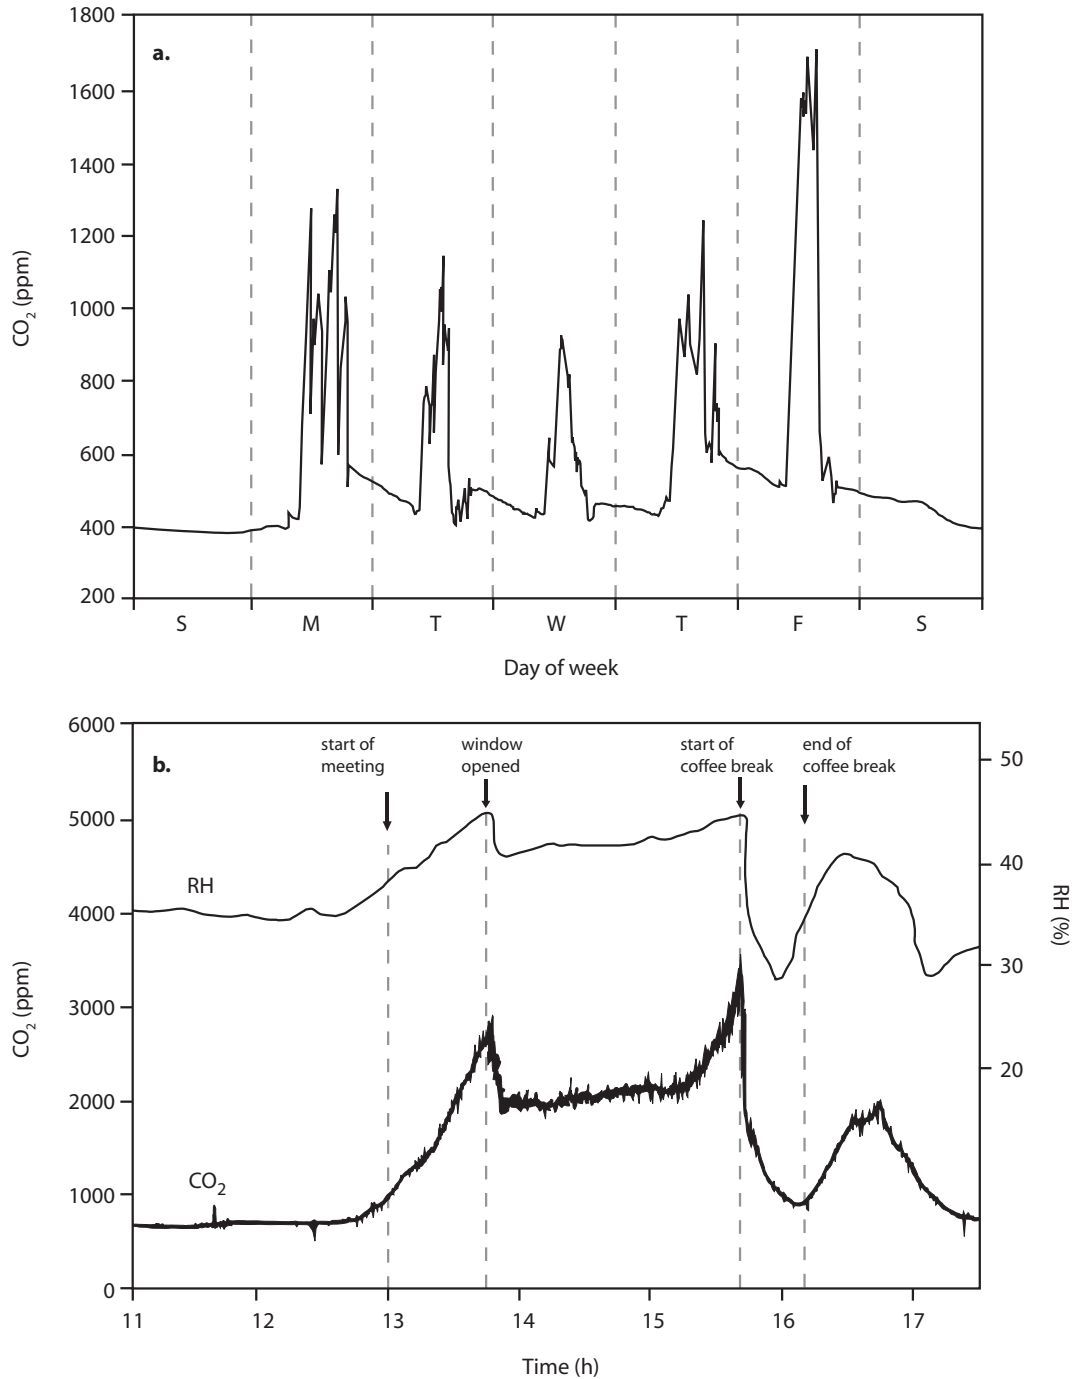 1800
a.
1600
1400
1200
1000
800
600
400
200
CO2 (ppm)
S M T W T F S
Day of week
6000
b.
start of
meeting
window
opened
start of
coffee break
end of
coffee break
50
5000
RH
40
4000
RH (%)
30
3000
CO2 (ppm)
20
2000
CO2
1000
0
11 12 13 14 15 16 17
Time (h)